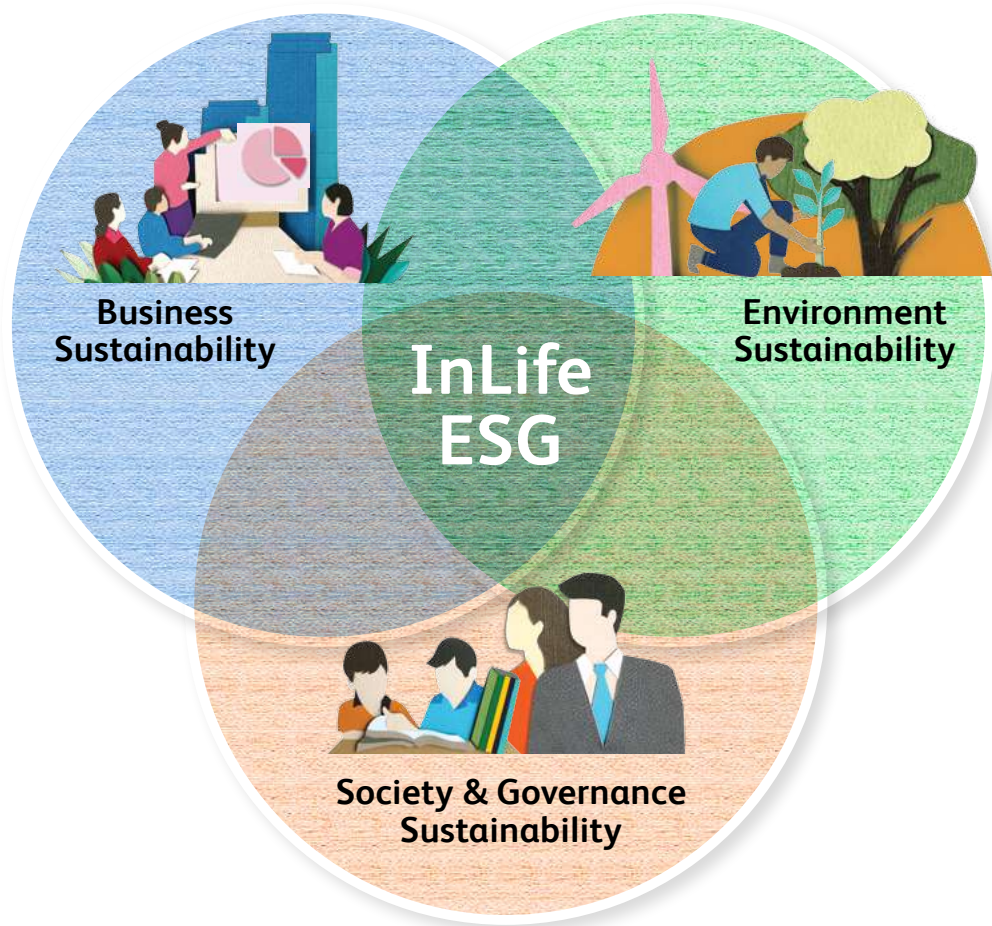 Business
Sustainability
Environment
Sustainability
InLife
ESG
Society & Governance
Sustainability